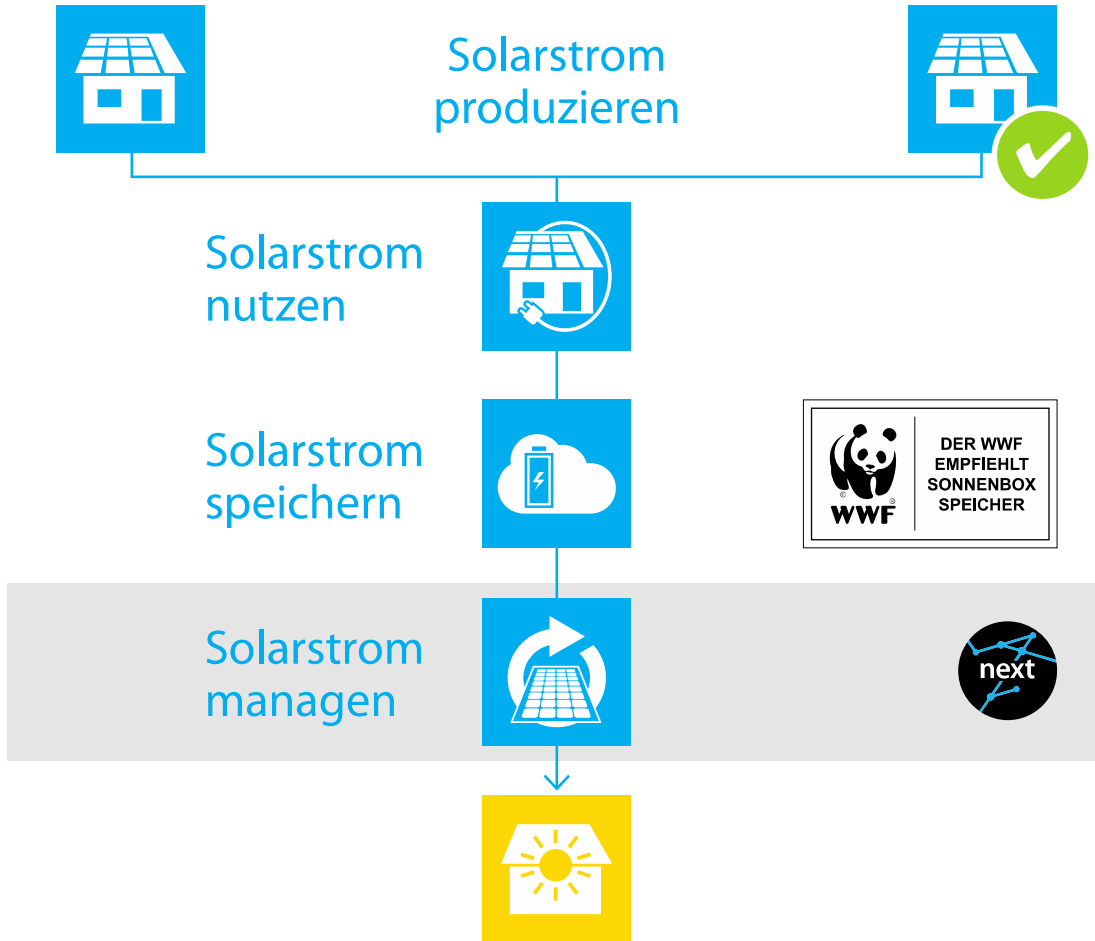 Solarstrom
produzieren
Solarstrom
nutzen
Solarstrom
speichern
WWF
DER WWF
EMPFIEHLT
SONNENBOX
SPEICHER
Solarstrom
managen
next